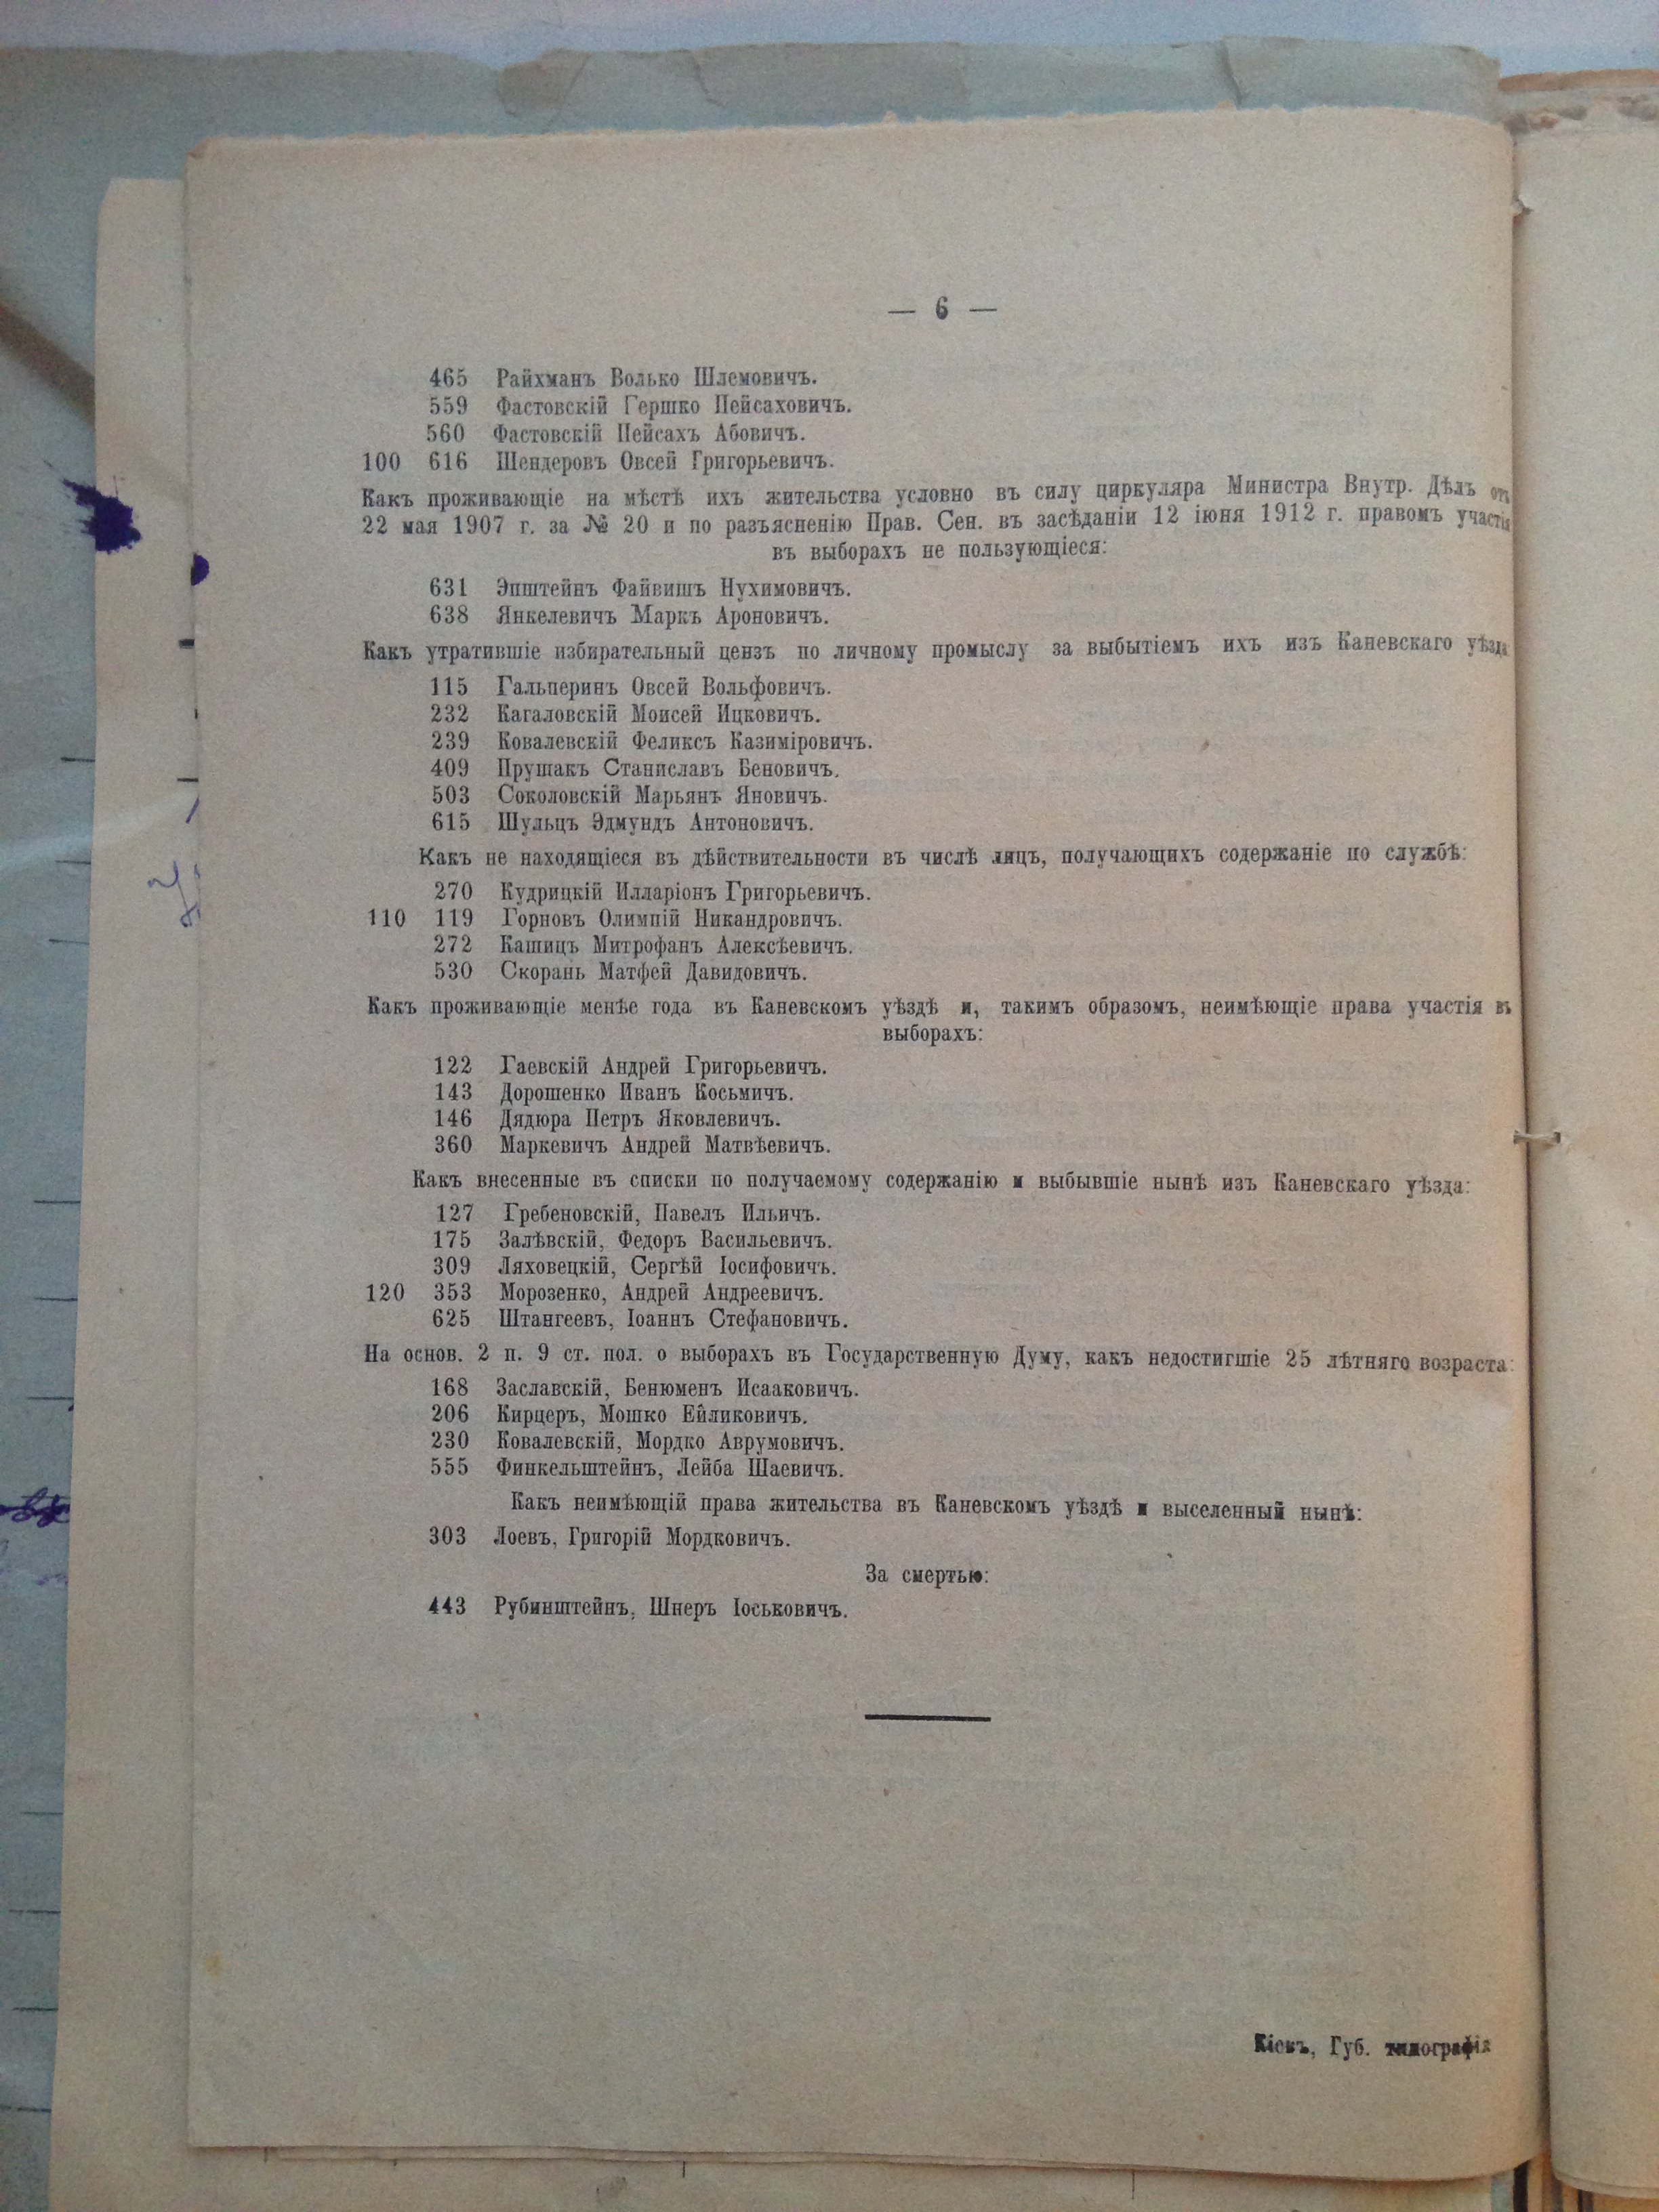 — 6 —
465 Райхманъ Волько Шлемовичъ.
559 Фастовскій Гершко Пейсаховичъ.
560 Фастовскій Пейсахъ Абовичъ.
100 616 Шендеровъ Овсей Григорьевичъ.
Какъ проживающіе на мѣстѣ ихъ жительства условно въ силу циркуляра Министра Внутр. Дѣлъ отъ
22 мая 1907 г. за № 20 и по разъясненію Прав. Сен. въ засѣданіи 12 іюня 1912 г. правомъ участія
въ выборахъ не пользующіеся:
631 Эпштейнъ Файвишъ Нухимовичъ.
638 Янкелевичъ Маркъ Ароновичъ.
Какъ утратившіе избирательный цензъ по личному промыслу за выбытіемъ ихъ изъ Каневскаго уѣзда
115 Гальперинъ Овсей Вольфовичъ.
232 Кагаловскій Моисей Ицковичъ.
239 Ковалевскій Феликсъ Казиміровичъ.
409 Прушакъ Станиславъ Беновичъ.
503 Соколовскій Марьянъ Яновичъ.
615 Шульцъ Эдмундъ Антоновичъ.
Какъ не находящіеся въ дѣйствительности въ числѣ лицъ, получающихъ содержаніе по службѣ:
270 Кудрицкій Илларіонъ Григорьевичъ.
110 119 Горновъ Олимпій Никандровичъ.
272 Кашицъ Митрофанъ Алексѣевичъ.
530 Скорань Матфей Давидовичъ.
Какъ проживающіе менѣе года въ Каневскомъ уѣздѣ и, такимъ образомъ, неимѣющіе права участія въ
выборахъ:
122 Гаевскій Андрей Григорьевичъ.
143 Дорошенко Иванъ Косьмичъ.
146 Дядюра Петръ Яковлевичъ.
360 Маркевичъ Андрей Матвѣевичъ.
Какъ внесенные въ списки по получаемому содержанію и выбывшіе нынѣ изъ Каневскаго уѣзда:
127 Гребеновскій, Павелъ Ильичъ.
175 Залѣвскій, Федоръ Васильевичъ.
309 Ляховецкій, Сергѣй Іосифовичъ.
120 353 Морозенко, Андрей Андреевичъ.
625 Штангеевъ, Іоаннъ Стефановичъ.
На основ. 2 п. 9 ст. пол. о выборахъ въ Государственную Думу, какъ недостигшіе 25 лѣтняго возраста:
168 Заславскій, Бенюменъ Исааковичъ.
206 Кирцеръ, Мошко Ейликовичъ.
230 Ковалевскій, Мордко Аврумовичъ.
555 Финкельштейнъ, Лейба Шаевичъ.
Какъ неимѣющій права жительства въ Каневскомъ уѣздѣ и выселенный нынѣ:
303 Лоевъ, Григорій Мордковичъ.
За смертью:
443 Рубинштейнъ, Шнеръ Іоськовичъ.
Кіевъ, Губ. типографія